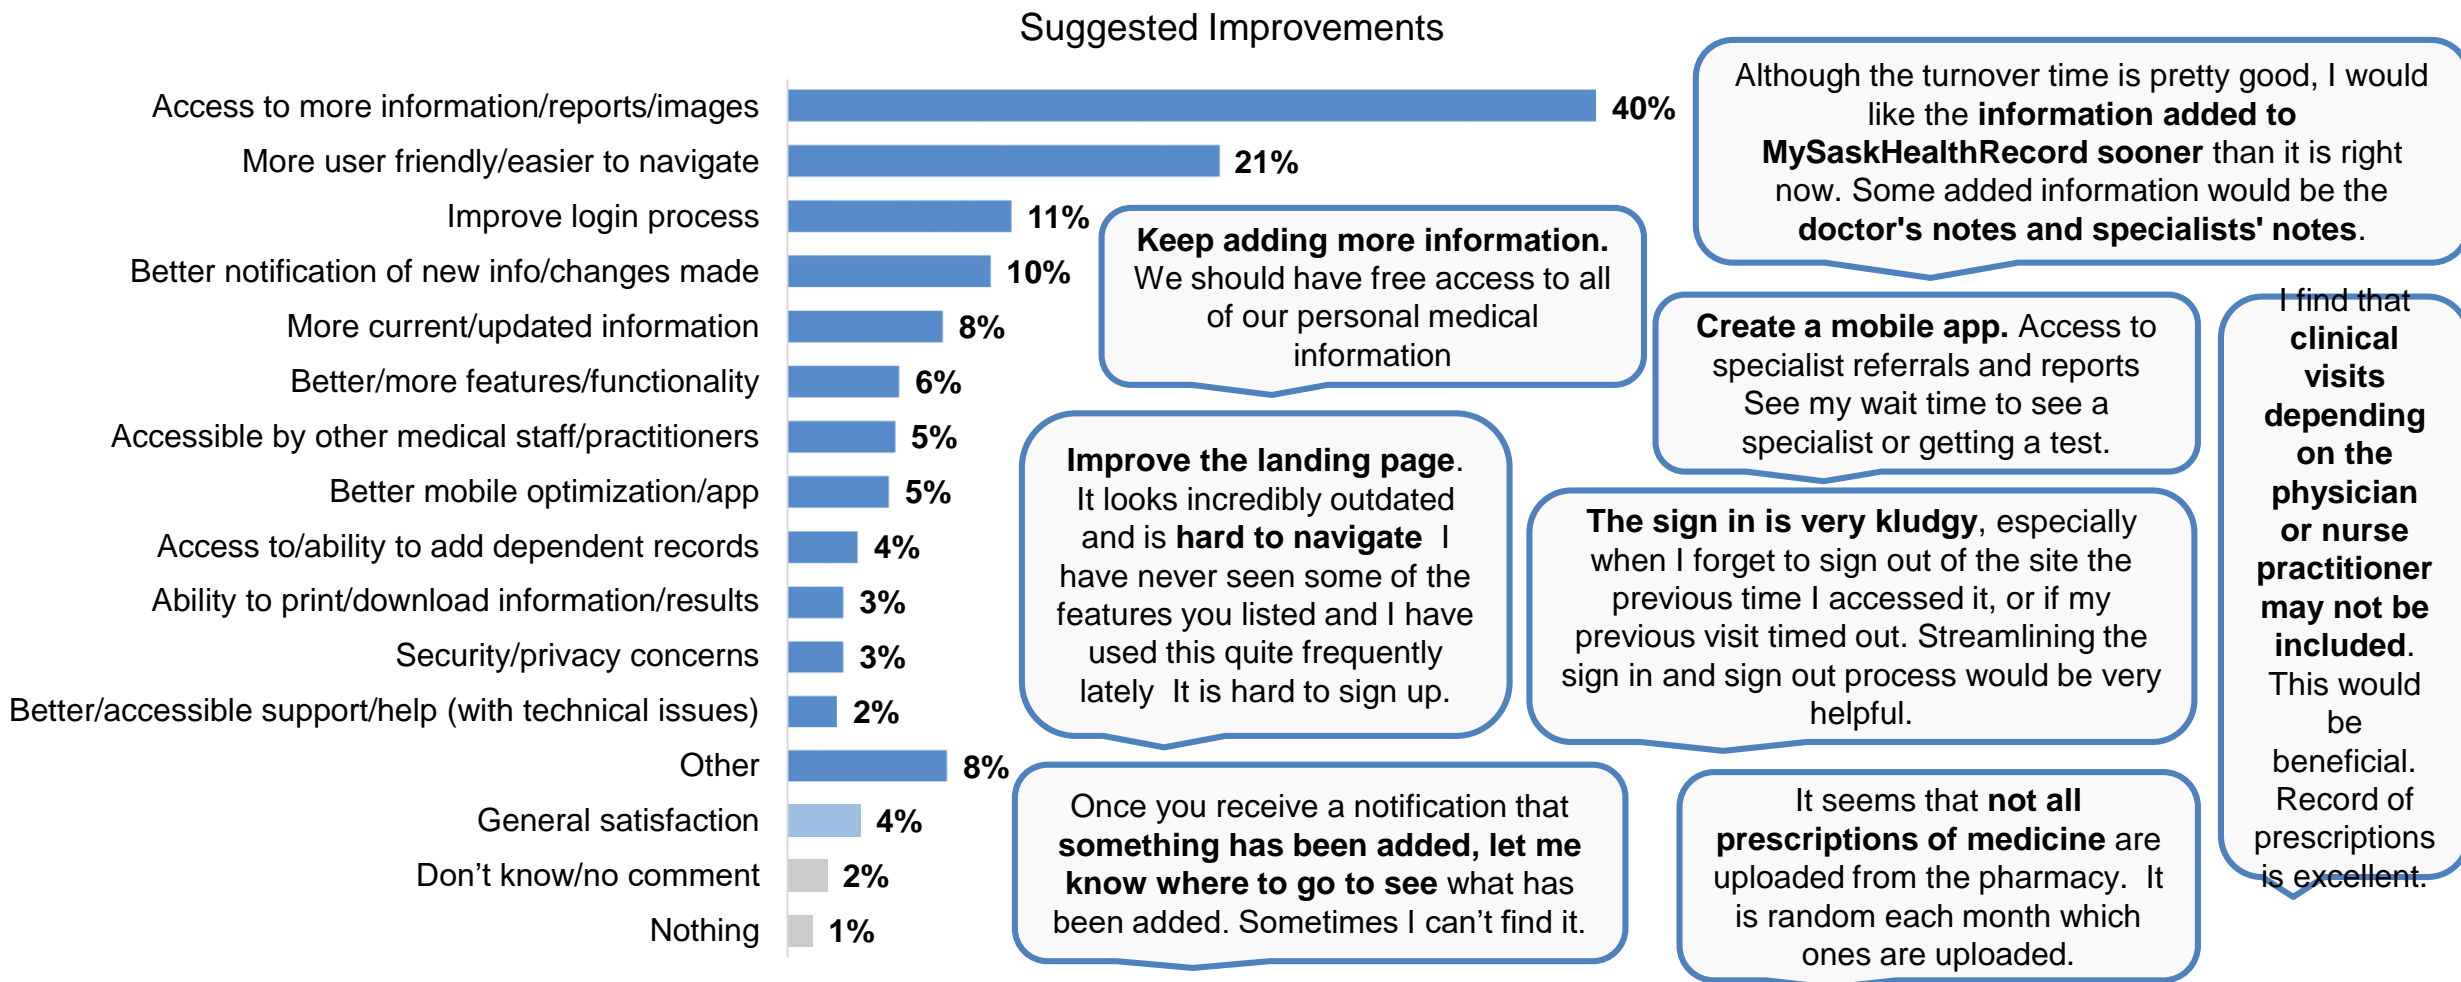 Suggested Improvements
Access to more information/reports/images
40%
More user friendly/easier to navigate
21%
Improve login process
11%
Better notification of new info/changes made
10%
More current/updated information
8%
Better/more features/functionality
6%
Accessible by other medical staff/practitioners
5%
Better mobile optimization/app
5%
Access to/ability to add dependent records
4%
Ability to print/download information/results
3%
Security/privacy concerns
3%
Better/accessible support/help (with technical issues)
2%
Other
8%
General satisfaction
4%
Don’t know/no comment
2%
Nothing
1%
Although the turnover time is pretty good, I would
like the information added to
MySaskHealthRecord sooner than it is right
now. Some added information would be the
doctor's notes and specialists' notes.
Keep adding more information.
We should have free access to all
of our personal medical
information
Create a mobile app. Access to
specialist referrals and reports
See my wait time to see a
specialist or getting a test.
I find that
clinical
visits
depending
on the
physician
or nurse
practitioner
may not be
included.
This would
be
beneficial.
Record of
prescriptions
is excellent.
Improve the landing page.
It looks incredibly outdated
and is hard to navigate  I
have never seen some of the
features you listed and I have
used this quite frequently
lately  It is hard to sign up.
The sign in is very kludgy, especially
when I forget to sign out of the site the
previous time I accessed it, or if my
previous visit timed out. Streamlining the
sign in and sign out process would be very
helpful.
Once you receive a notification that
something has been added, let me
know where to go to see what has
been added. Sometimes I can’t find it.
It seems that not all
prescriptions of medicine are
uploaded from the pharmacy.  It
is random each month which
ones are uploaded.